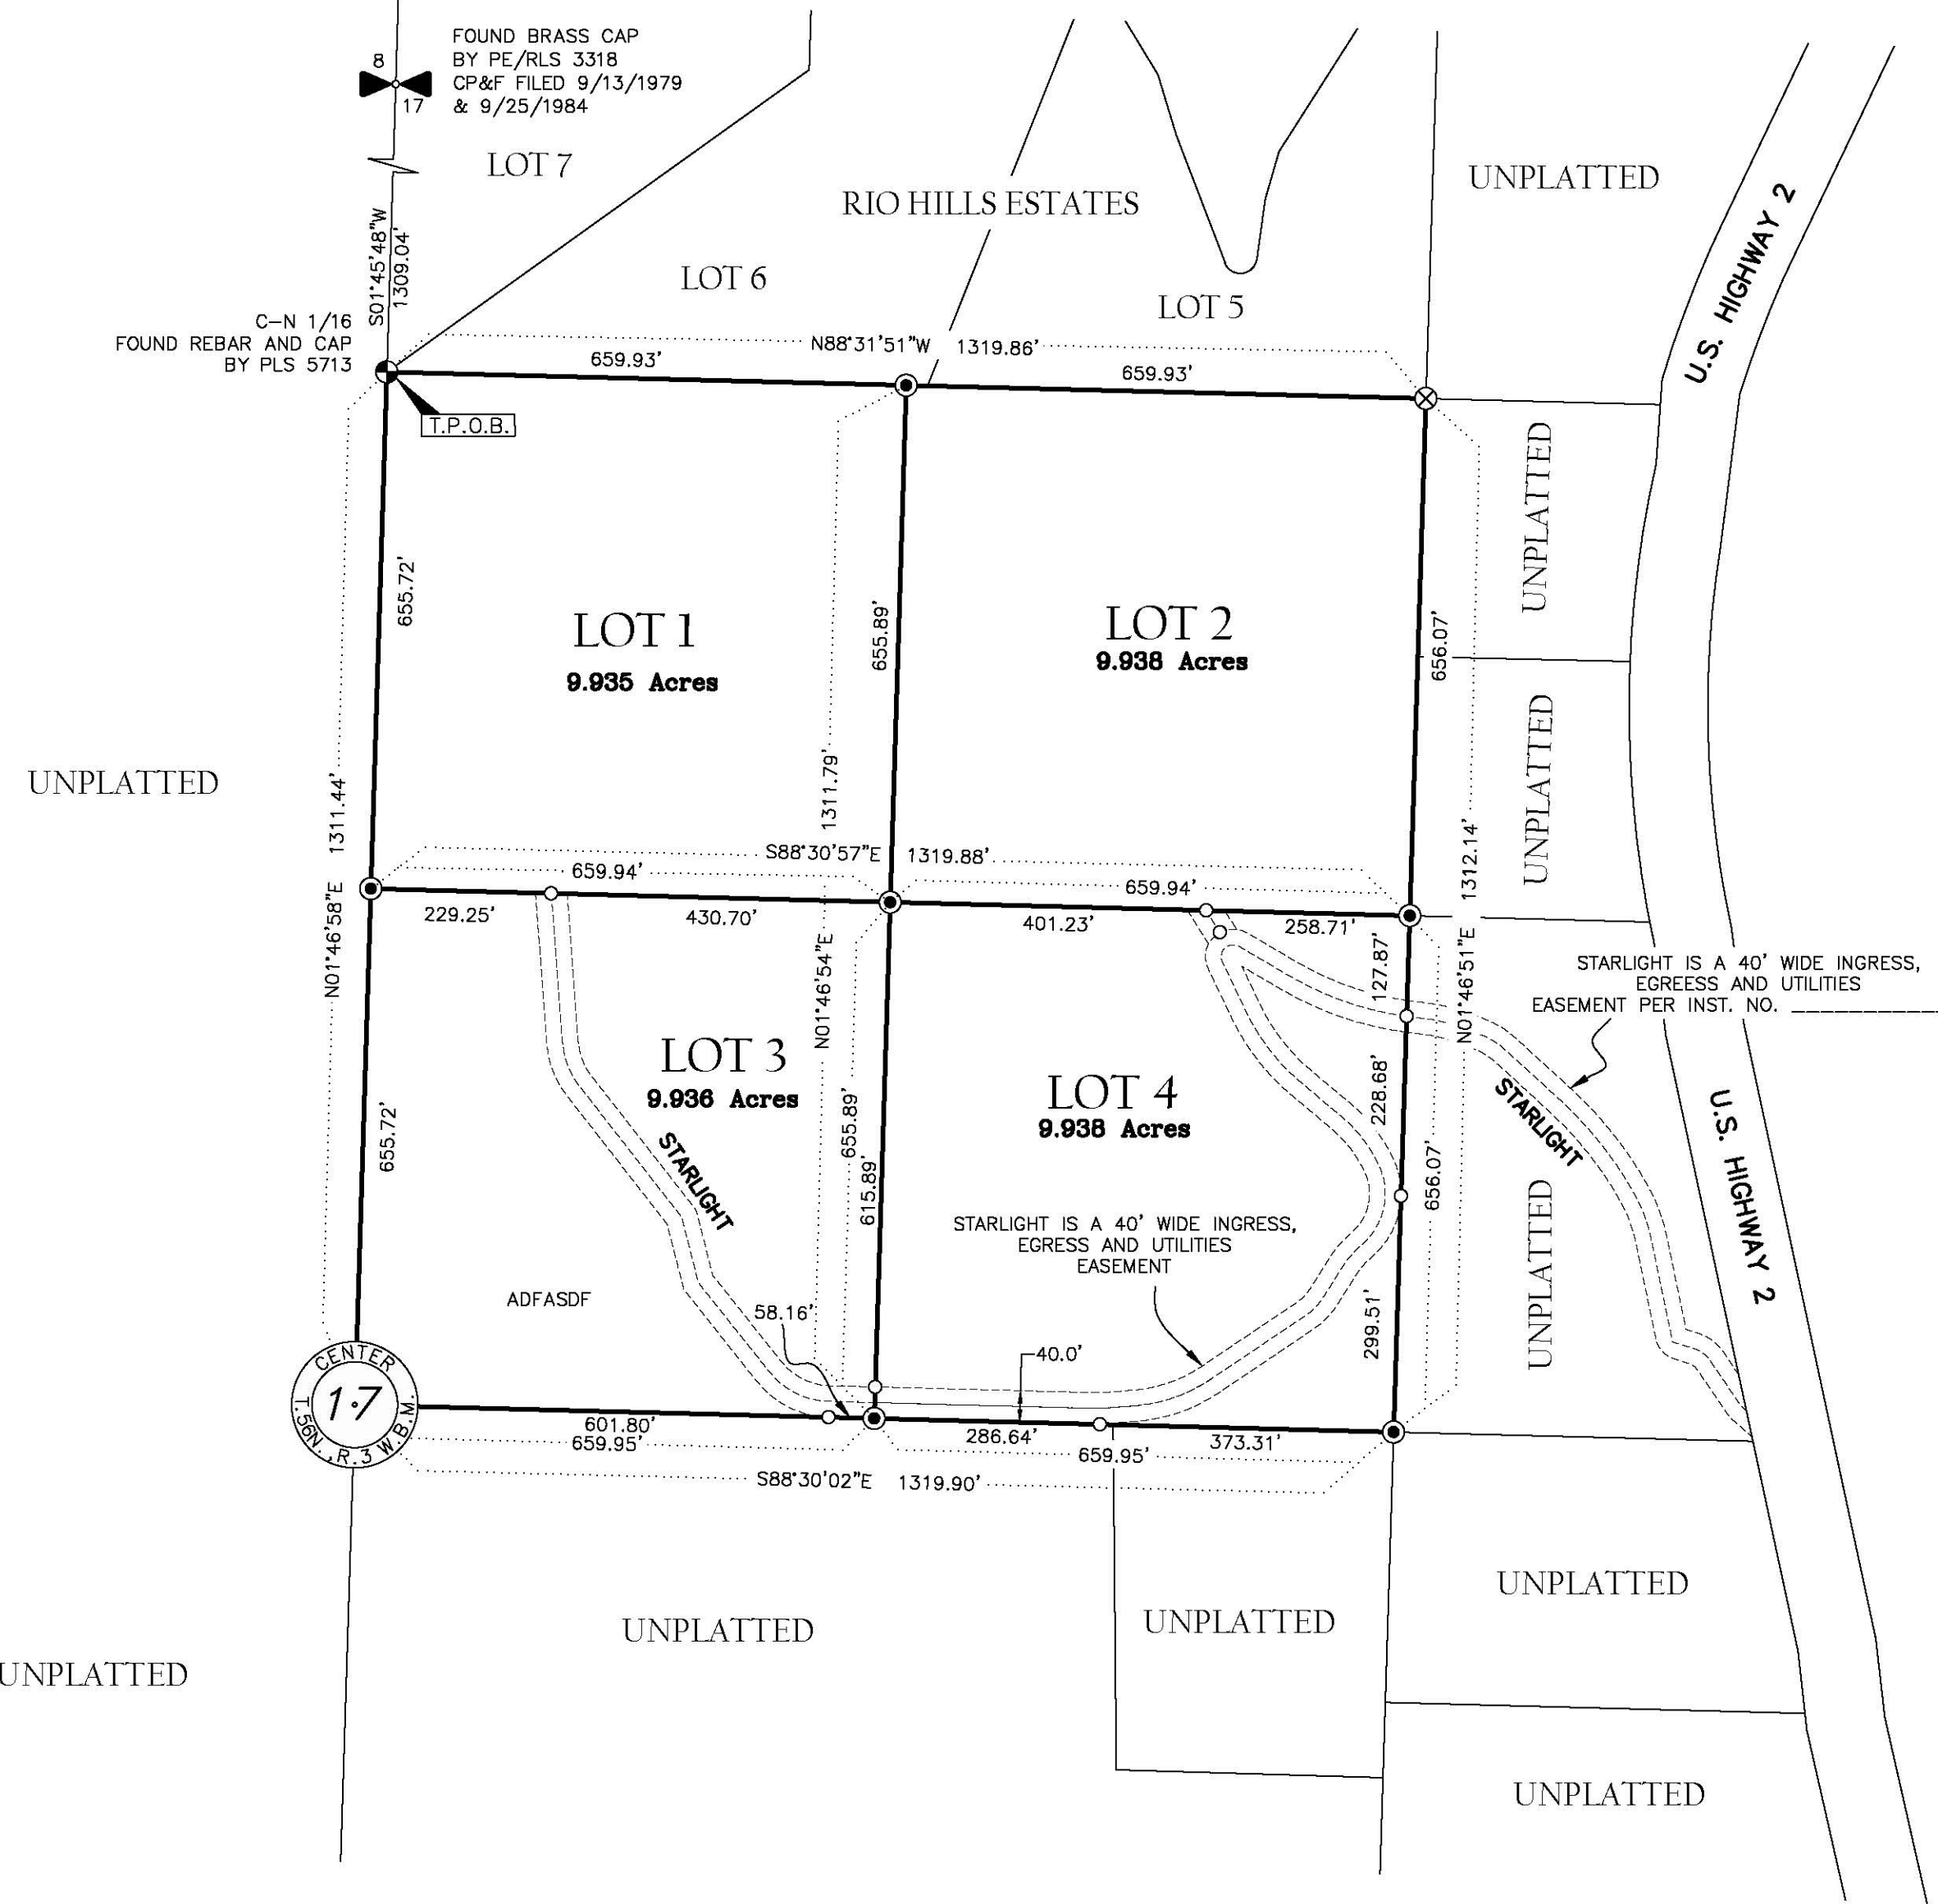 8
17
FOUND BRASS CAP
BY PE/RLS 3318
CP&F FILED 9/13/1979
& 9/25/1984
LOT 7
S01°45'48"W
1309.04'
RIO HILLS ESTATES
UNPLATTED
U.S. HIGHWAY 2
LOT 6
LOT 5
C-N 1/16
FOUND REBAR AND CAP
BY PLS 5713
N88°31'51"W 1319.86'
659.93'
659.93'
T.P.O.B.
UNPLATTED
655.72'
655.89'
656.07'
LOT 1
9.935 Acres
LOT 2
9.938 Acres
UNPLATTED
UNPLATTED
N01°46'58"E 1311.44'
N01°46'54"E 1311.79'
N01°46'51"E 1312.14'
S88°30'57"E 1319.88'
659.94'
659.94'
229.25'
430.70'
401.23'
258.71'
127.87'
STARLIGHT IS A 40' WIDE INGRESS,
EGREESS AND UTILITIES
EASEMENT PER INST. NO. ____________
LOT 3
9.936 Acres
LOT 4
9.938 Acres
228.68'
STARLIGHT
STARLIGHT
U.S. HIGHWAY 2
655.72'
655.89'
615.89'
656.07'
UNPLATTED
STARLIGHT IS A 40' WIDE INGRESS,
EGRESS AND UTILITIES
EASEMENT
ADFASDF
58.16'
40.0'
299.51'
CENTER
17
T.56N.,R.3 W.B.M.
601.80'
659.95'
286.64'
659.95'
373.31'
S88°30'02"E 1319.90'
UNPLATTED
UNPLATTED
UNPLATTED
UNPLATTED
UNPLATTED